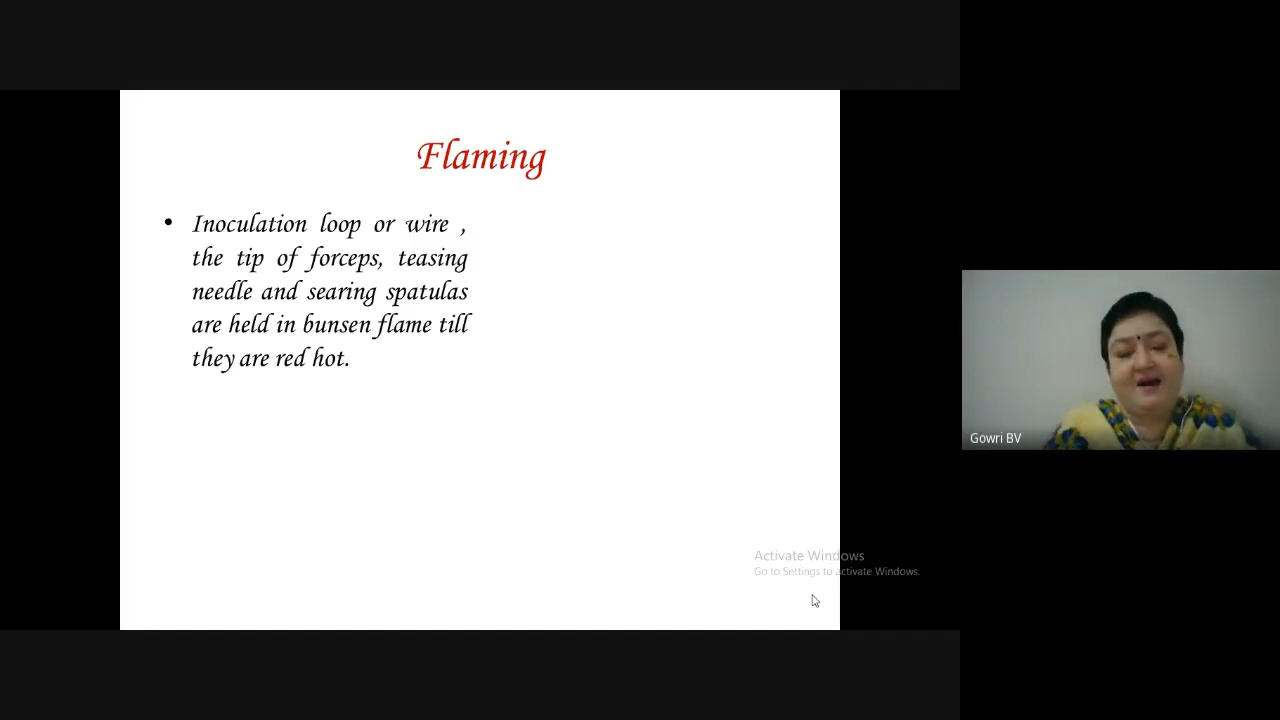 Flaming
• Inoculation loop or wire ,
the tip of forceps, teasing
needle and searing spatulas
are held in bunsen flame till
they are red hot.
Gowri BV
Activate Windows
Go to Settings to activate Windows.